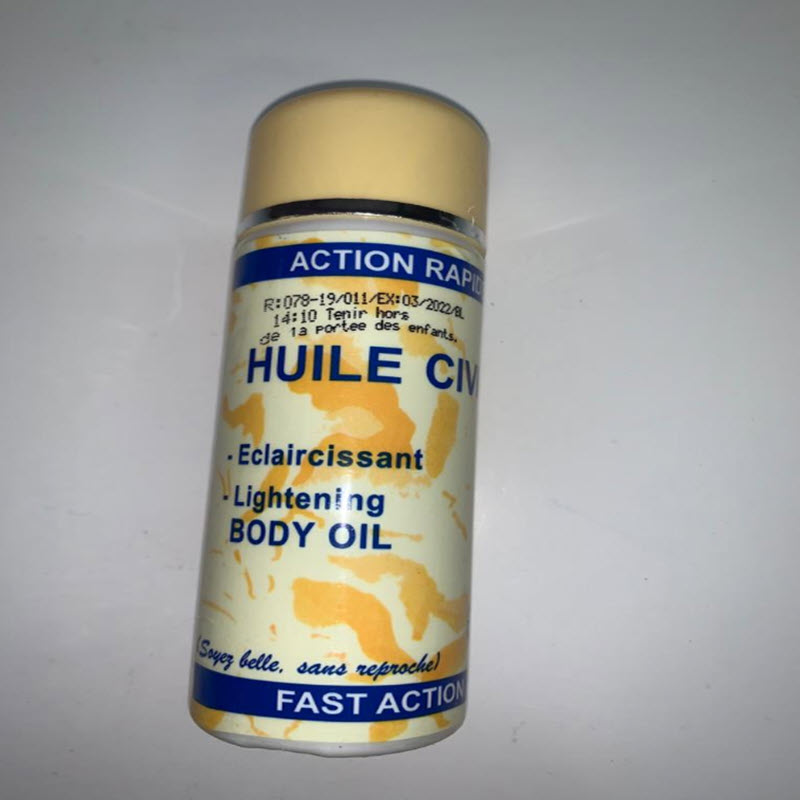 ACTION RAPID
R:078-19/011/EX:03/2022/BL
14:10 Tenir hors
de la portee des enfants.
HUILE CIV
- Eclaircissant
- Lightening
BODY OIL
(Soyez belle, sans reproche)
FAST ACTION